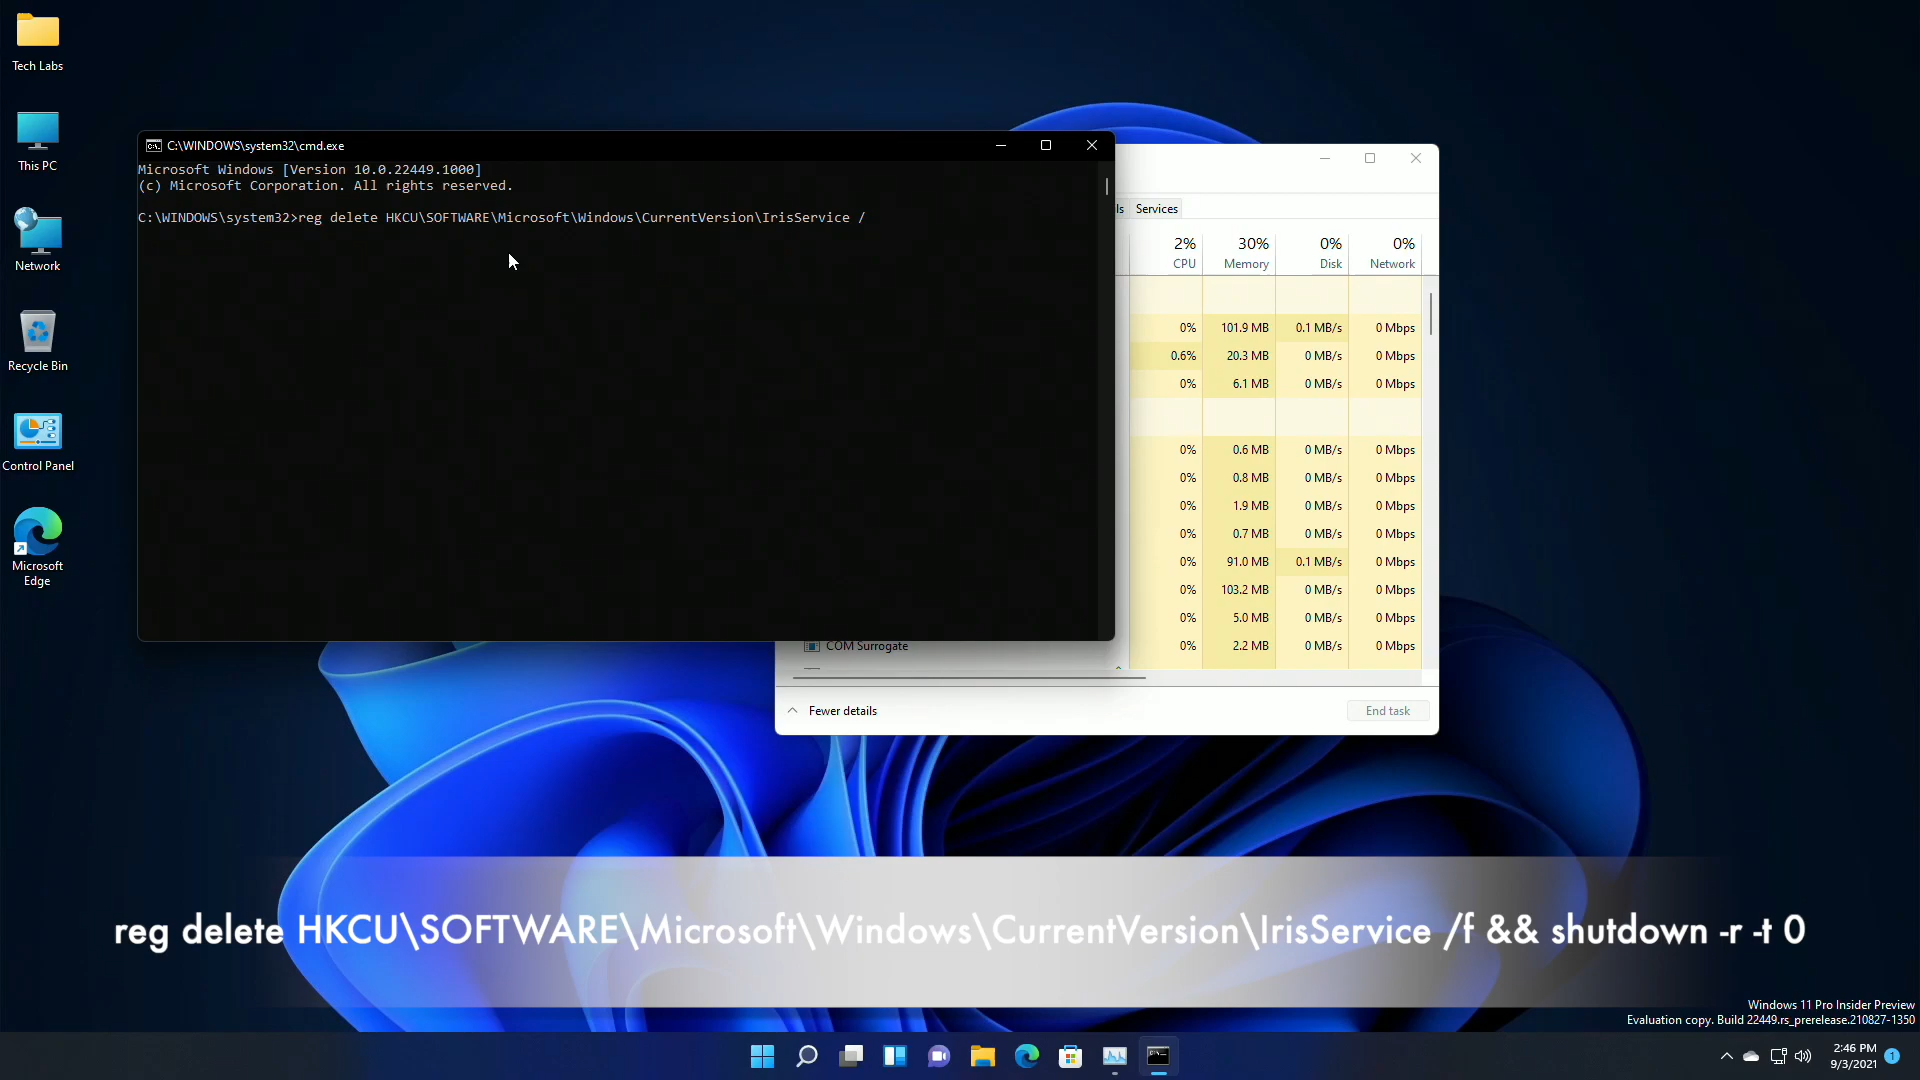 Tech Labs
This PC
Network
Recycle Bin
Control Panel
Microsoft
Edge
C:\WINDOWS\system32\cmd.exe
Microsoft Windows [Version 10.0.22449.1000]
(c) Microsoft Corporation. All rights reserved.
C:\WINDOWS\system32>reg delete HKCU\SOFTWARE\Microsoft\Windows\CurrentVersion\IrisService /
ls Services
2% 30% 0% 0%
CPU Memory Disk Network
0% 101.9 MB 0.1 MB/s 0 Mbps
0.6% 20.3 MB 0 MB/s 0 Mbps
0% 6.1 MB 0 MB/s 0 Mbps
0% 0.6 MB 0 MB/s 0 Mbps
0% 0.8 MB 0 MB/s 0 Mbps
0% 1.9 MB 0 MB/s 0 Mbps
0% 0.7 MB 0 MB/s 0 Mbps
0% 91.0 MB 0.1 MB/s 0 Mbps
0% 103.2 MB 0 MB/s 0 Mbps
0% 5.0 MB 0 MB/s 0 Mbps
COM Surrogate 0% 2.2 MB 0 MB/s 0 Mbps
Fewer details End task
reg delete HKCU\SOFTWARE\Microsoft\Windows\CurrentVersion\IrisService /f && shutdown -r -t 0
Windows 11 Pro Insider Preview
Evaluation copy. Build 22449.rs_prerelease.210827-1350
2:46 PM
9/3/2021
1